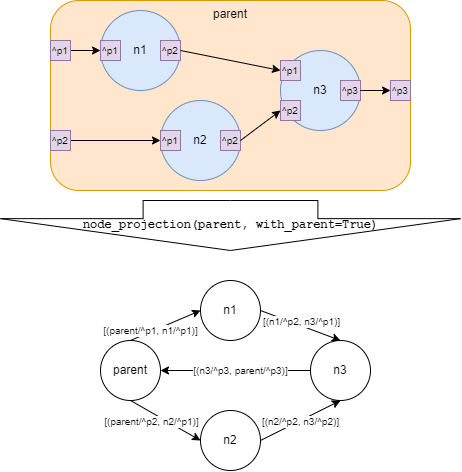 parent
^p1 ^p1 n1 ^p2
^p1 n3 ^p3 ^p3
^p2
^p2 ^p1 n2 ^p2
node_projection(parent, with_parent=True)
n1
[(parent/^p1, n1/^p1)] [(n1/^p2, n3/^p1)]
parent [(n3/^p3, parent/^p3)] n3
[(parent/^p2, n2/^p1)] [(n2/^p2, n3/^p2)]
n2